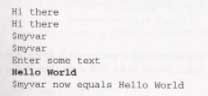 Hi there
Hi there
$myvar
$myvar
Enter some text
Hello World
$myvar now equals Hello World